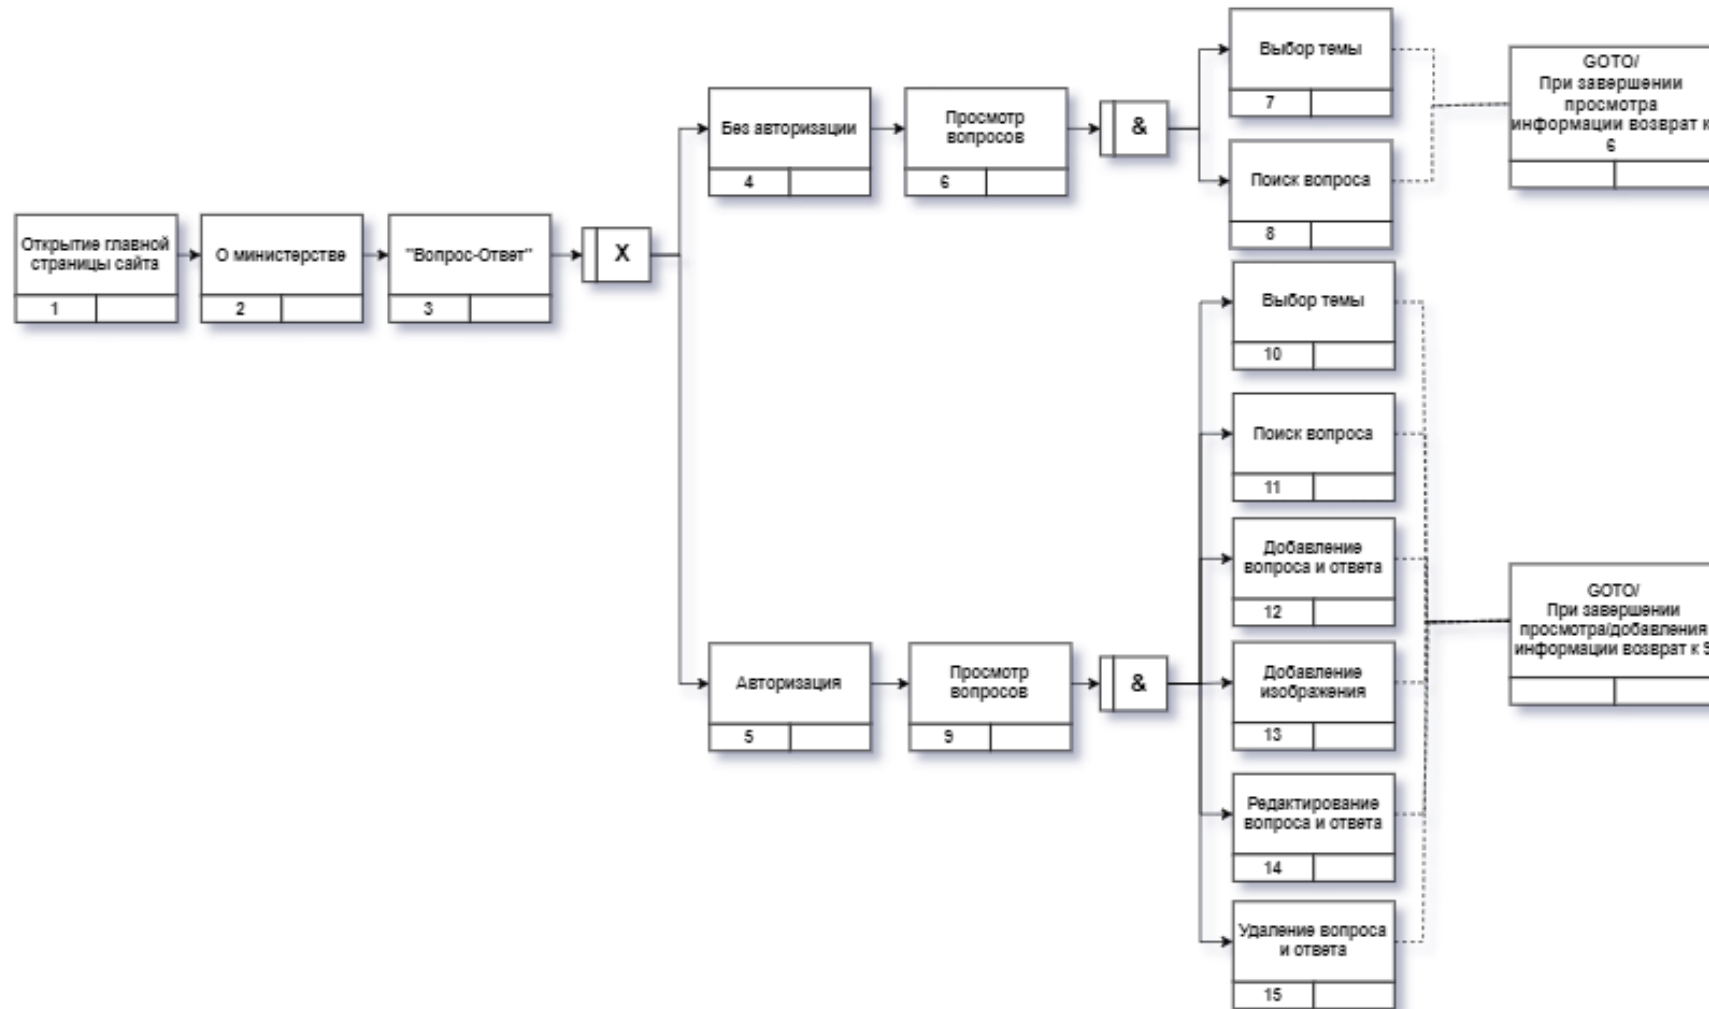 Открытие главной
страницы сайта
1
О министерстве
2
"Вопрос-Ответ"
3
X
Без авторизации
4
Просмотр
вопросов
6
&
Выбор темы
7
Поиск вопроса
8
GOTO/
При завершении
просмотра
информации возврат к
6
Авторизация
5
Просмотр
вопросов
9
&
Выбор темы
10
Поиск вопроса
11
Добавление
вопроса и ответа
12
Добавление
изображения
13
Редактирование
вопроса и ответа
14
Удаление вопроса
и ответа
15
GOTO/
При завершении
просмотра/добавления
информации возврат к 9